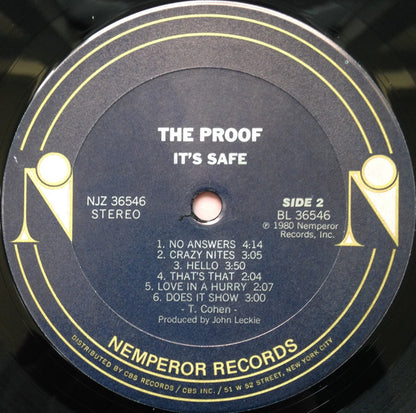 THE PROOF
IT'S SAFE
NJZ 36546
STEREO
SIDE 2
BL 36546
℗ 1980 Nemperor
Records, Inc.
1. NO ANSWERS 4:14
2. CRAZY NITES 3:05
3. HELLO 3:50
4. THAT'S THAT 2:04
5. LOVE IN A HURRY 2:07
6. DOES IT SHOW 3:00
- T. Cohen -
Produced by John Leckie
NEMPEROR RECORDS
DISTRIBUTED BY CBS RECORDS / CBS INC. / 51 W 52 STREET, NEW YORK CITY